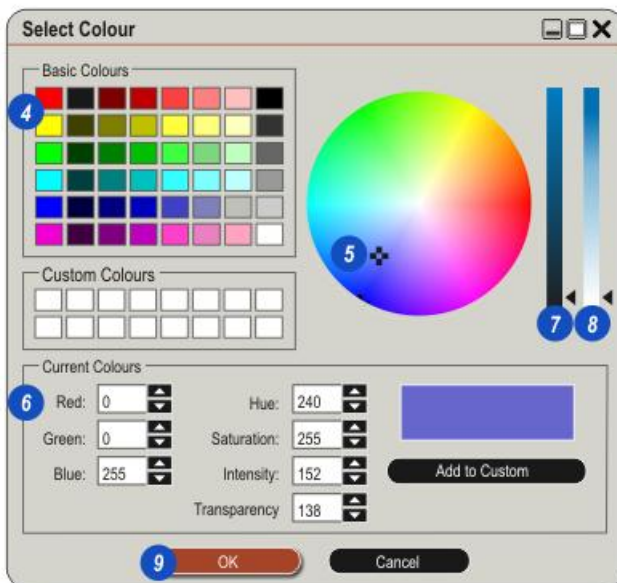 Select Colour
Basic Colours
4
5
Custom Colours
7 8
Current Colours
6 Red: 0 Hue: 240
Green: 0 Saturation: 255
Blue: 255 Intensity: 152 Add to Custom
Transparency 138
9 OK Cancel